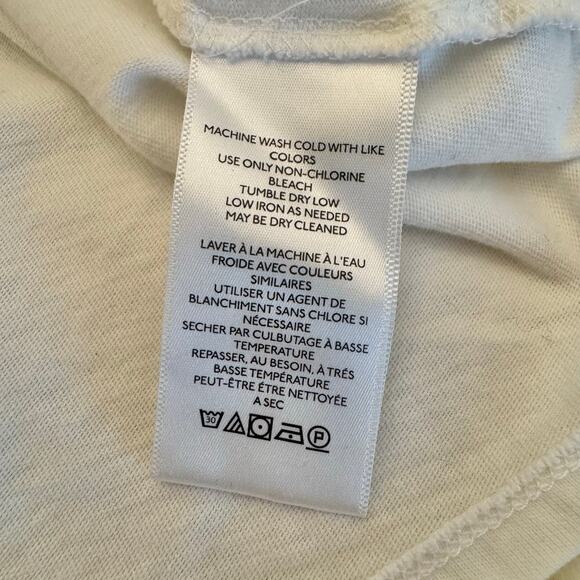 MACHINE WASH COLD WITH LIKE
COLORS
USE ONLY NON-CHLORINE
BLEACH
TUMBLE DRY LOW
LOW IRON AS NEEDED
MAY BE DRY CLEANED
LAVER À LA MACHINE À L'EAU
FROIDE AVEC COULEURS
SIMILAIRES
UTILISER UN AGENT DE
BLANCHIMENT SANS CHLORE SI
NÉCESSAIRE
SECHER PAR CULBUTAGE À BASSE
TEMPERATURE
REPASSER, AU BESOIN, À TRÉS
BASSE TEMPÉRATURE
PEUT-ÊTRE ÉTRE NETTOYÉE
A SEC
30 P